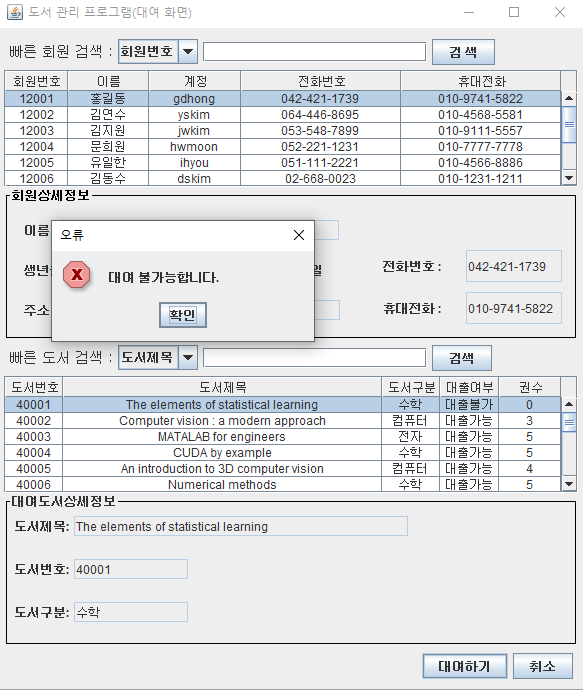 도서 관리 프로그램(대여 화면)
빠른 회원 검색 : 회원번호 검색
회원번호 이름 계정 전화번호 휴대전화
12001 홍길동 gdhong 042-421-1739 010-9741-5822
12002 김연수 yskim 064-446-8695 010-4568-5581
12003 김지원 jwkim 053-548-7899 010-9111-5557
12004 문희원 hwmoon 052-221-1231 010-7777-7778
12005 유일한 ihyou 051-111-2221 010-4566-8886
12006 김동수 dskim 02-668-0023 010-1231-1211
회원상세정보
이름
오류
대여 불가능합니다.
확인
일 전화번호 : 042-421-1739
주소 휴대전화 : 010-9741-5822
빠른 도서 검색 : 도서제목 검색
도서번호 도서제목 도서구분 대출여부 권수
40001 The elements of statistical learning 수학 대출불가 0
40002 Computer vision : a modern approach 컴퓨터 대출가능 3
40003 MATALAB for engineers 전자 대출가능 5
40004 CUDA by example 수학 대출가능 5
40005 An introduction to 3D computer vision 컴퓨터 대출가능 4
40006 Numerical methods 수학 대출가능 5
대여도서상세정보
도서제목: The elements of statistical learning
도서번호: 40001
도서구분: 수학
대여하기 취소